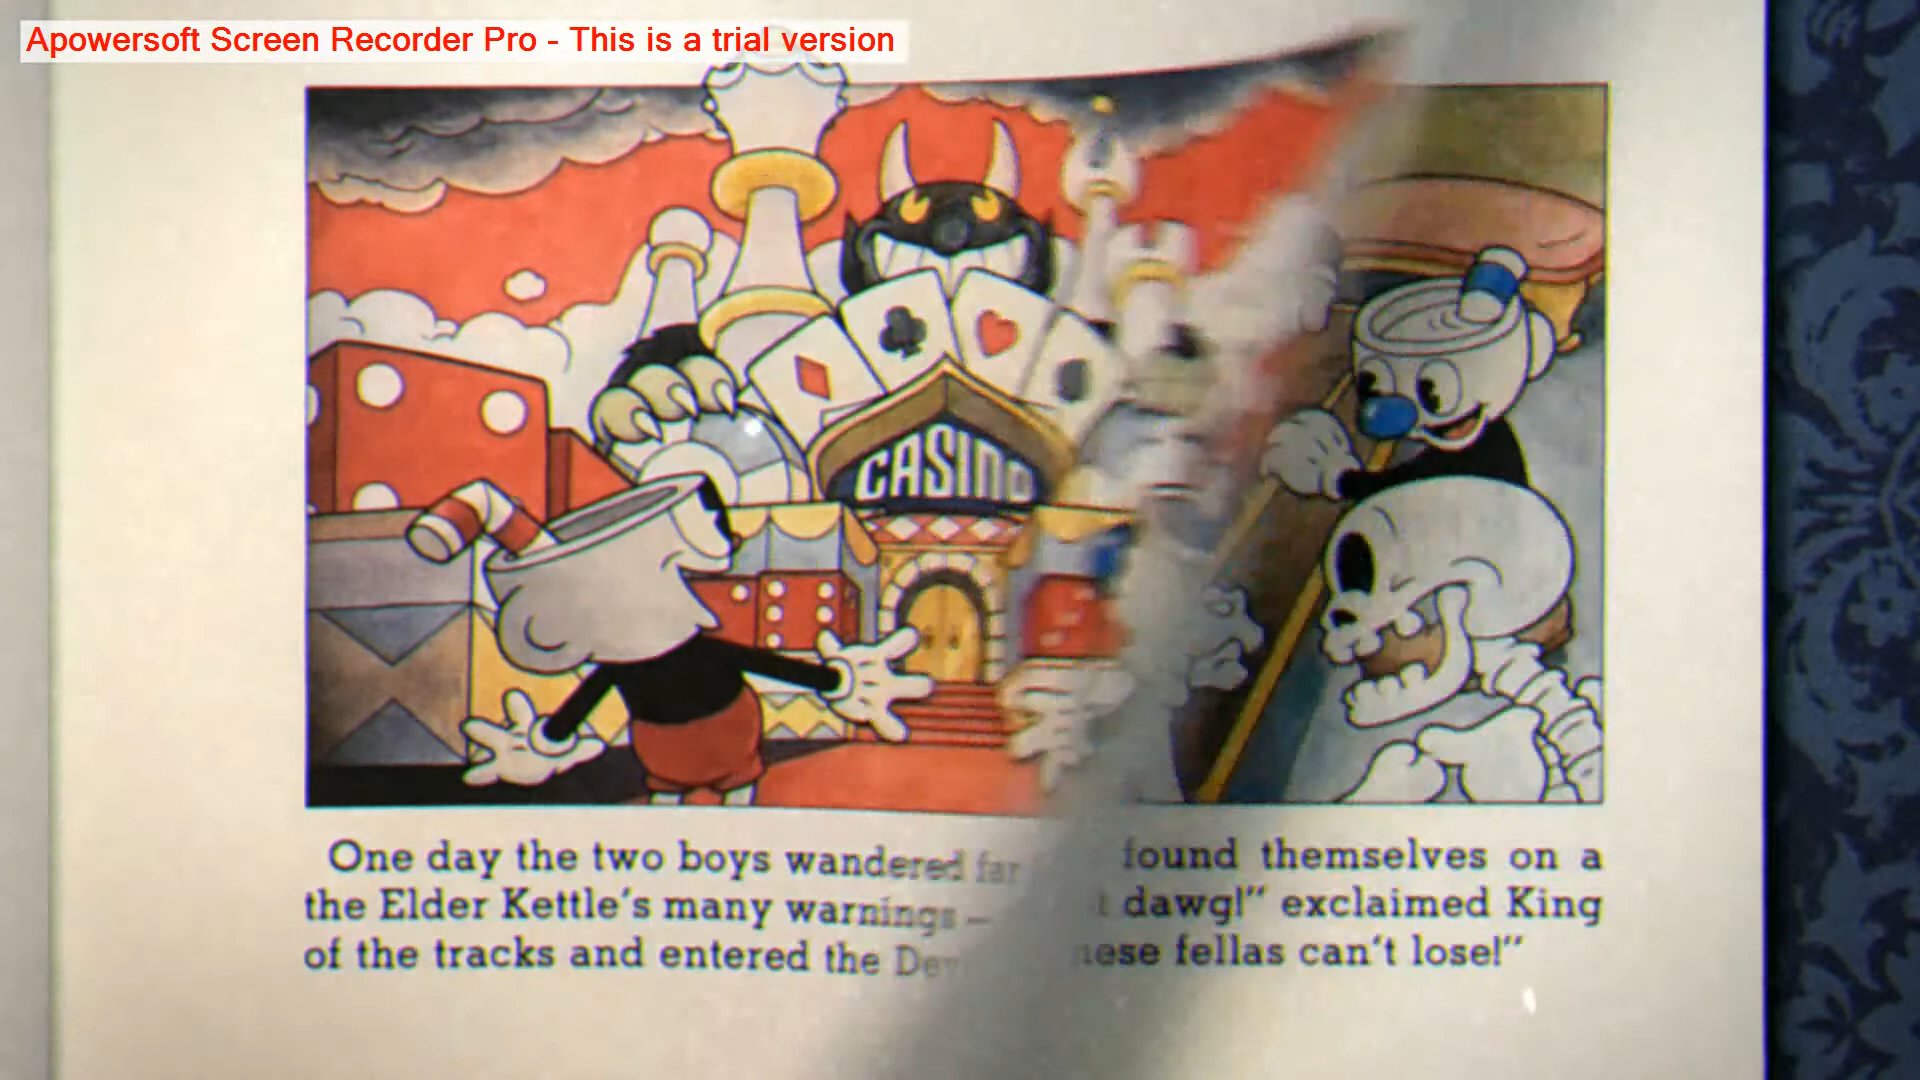 Apowersoft Screen Recorder Pro - This is a trial version
CASINO
One day the two boys wandered far found themselves on a
the Elder Kettle's many warnings — dawg!" exclaimed King
of the tracks and entered the fellas can't lose!"